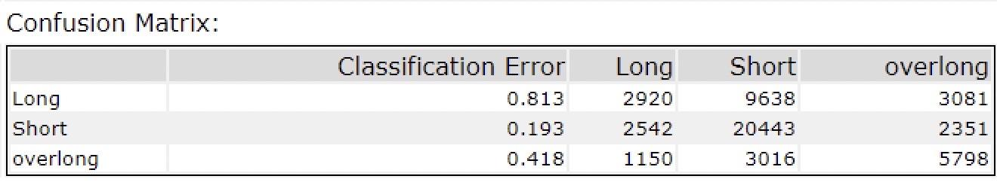 Confusion Matrix:
Classification Error Long Short overlong
Long 0.813 2920 9638 3081
Short 0.193 2542 20443 2351
overlong 0.418 1150 3016 5798